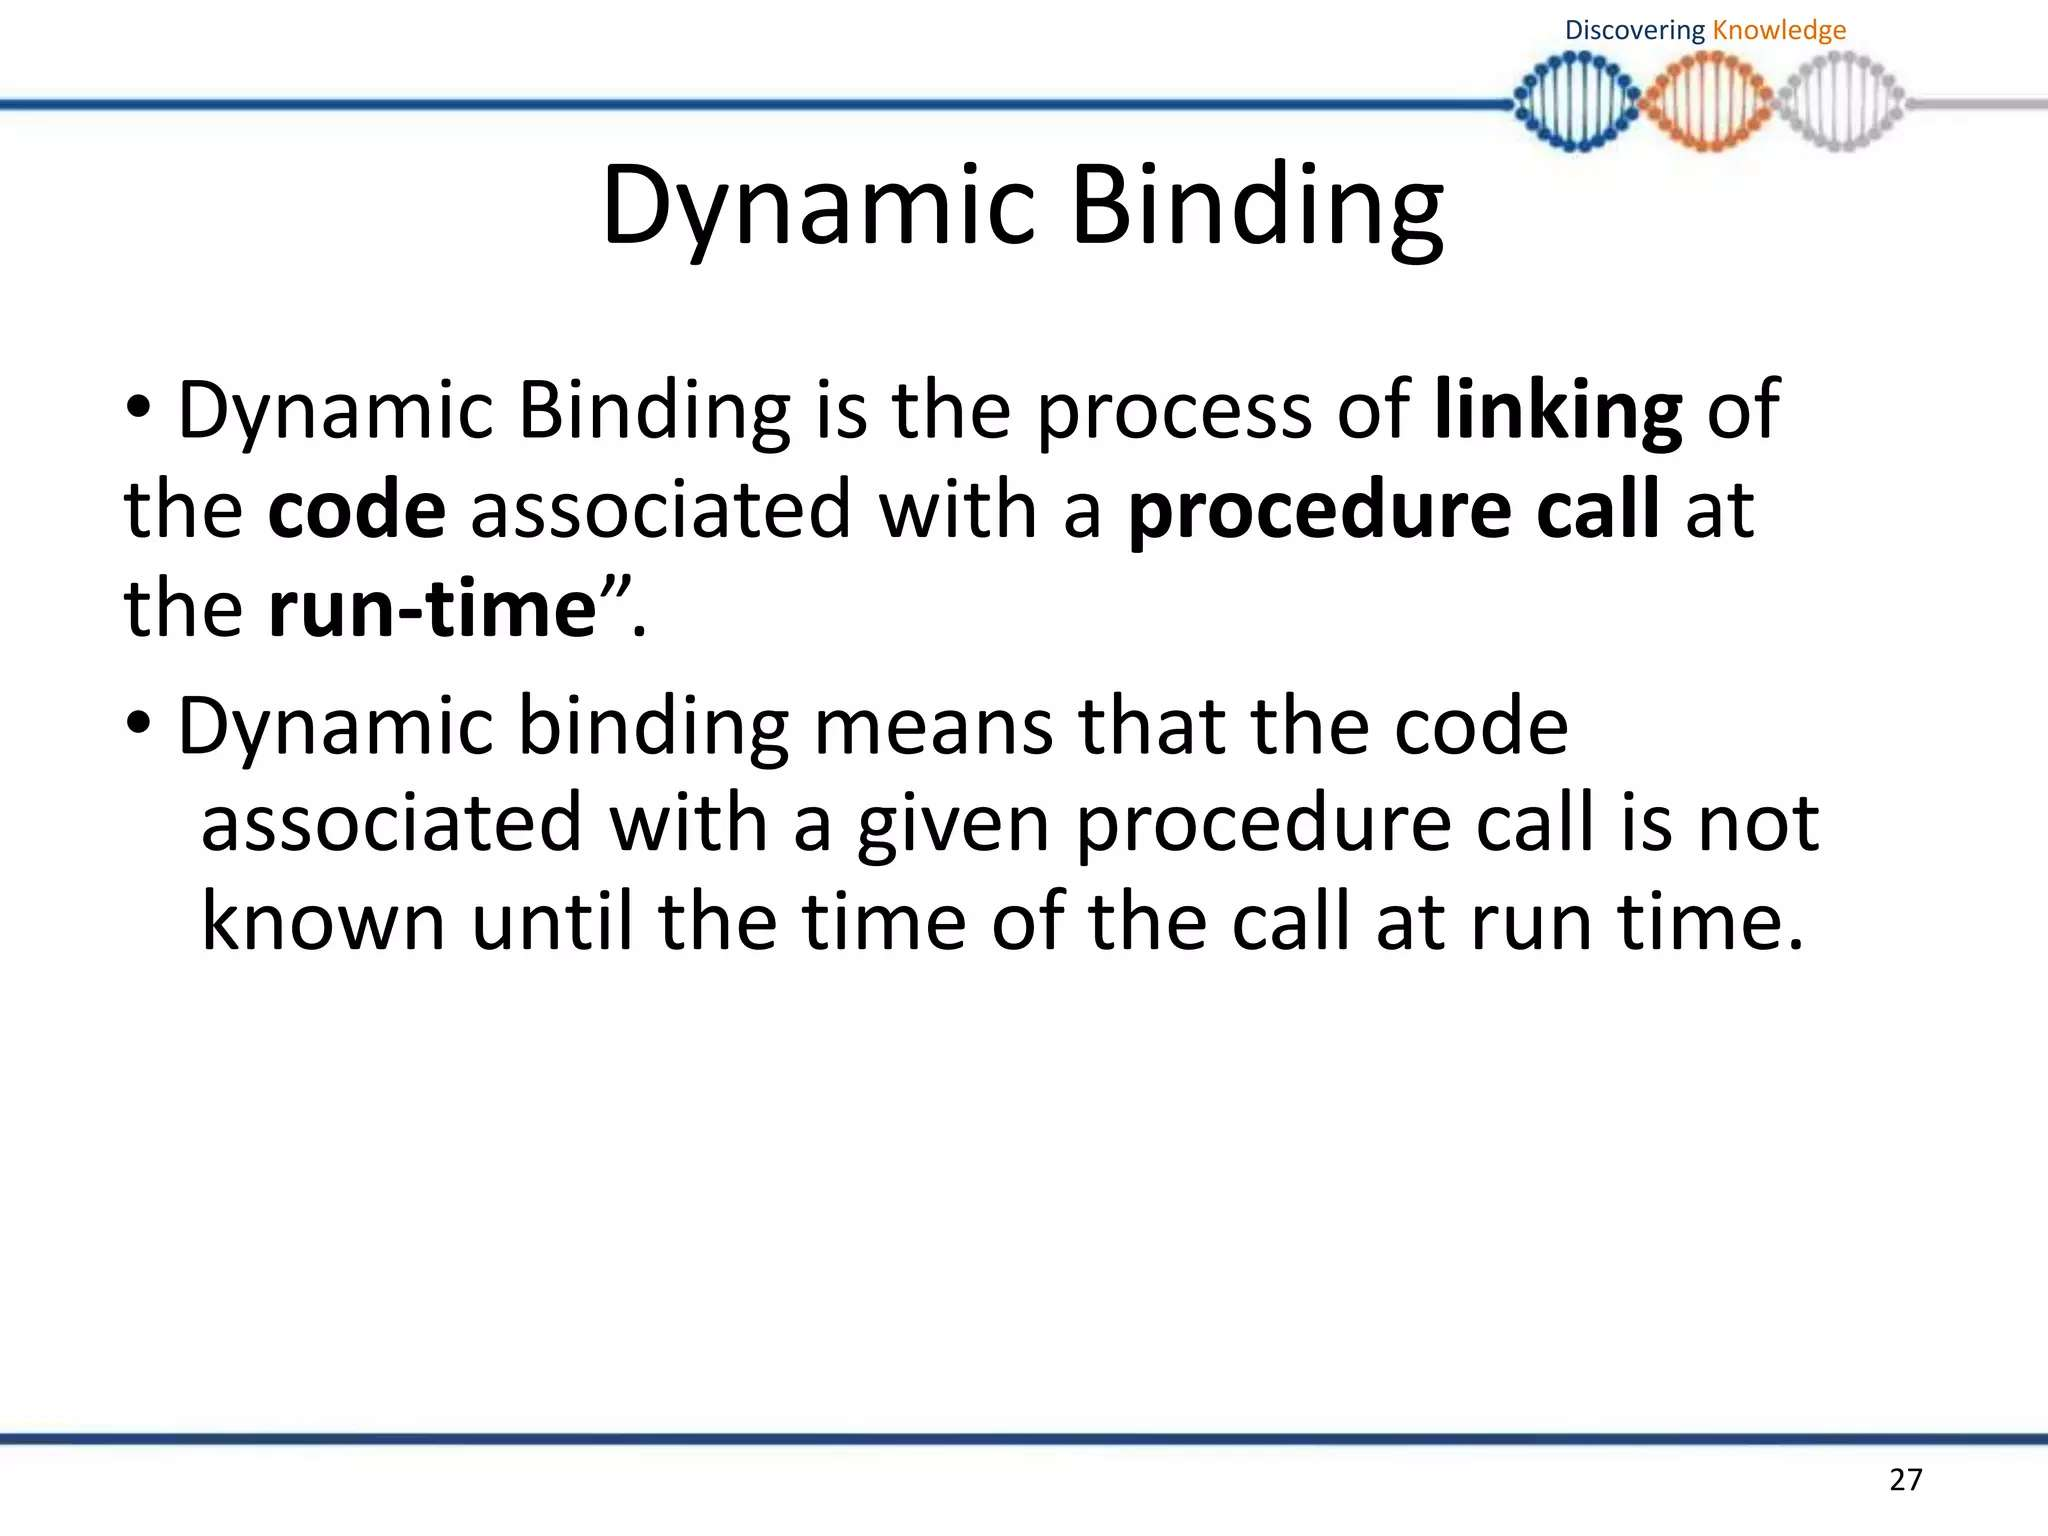 Discovering Knowledge
Dynamic Binding
• Dynamic Binding is the process of linking of
the code associated with a procedure call at
the run-time”.
• Dynamic binding means that the code
associated with a given procedure call is not
known until the time of the call at run time.
27